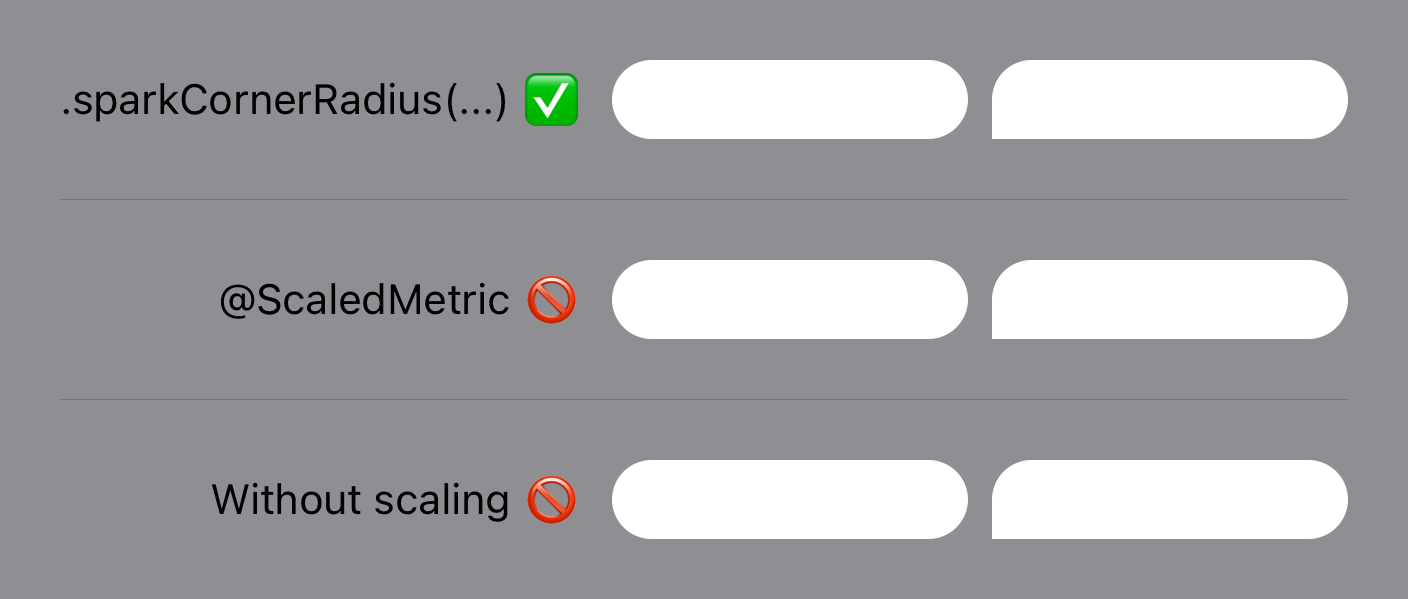 .sparkCornerRadius(...) ✅
@ScaledMetric 🚫
Without scaling 🚫